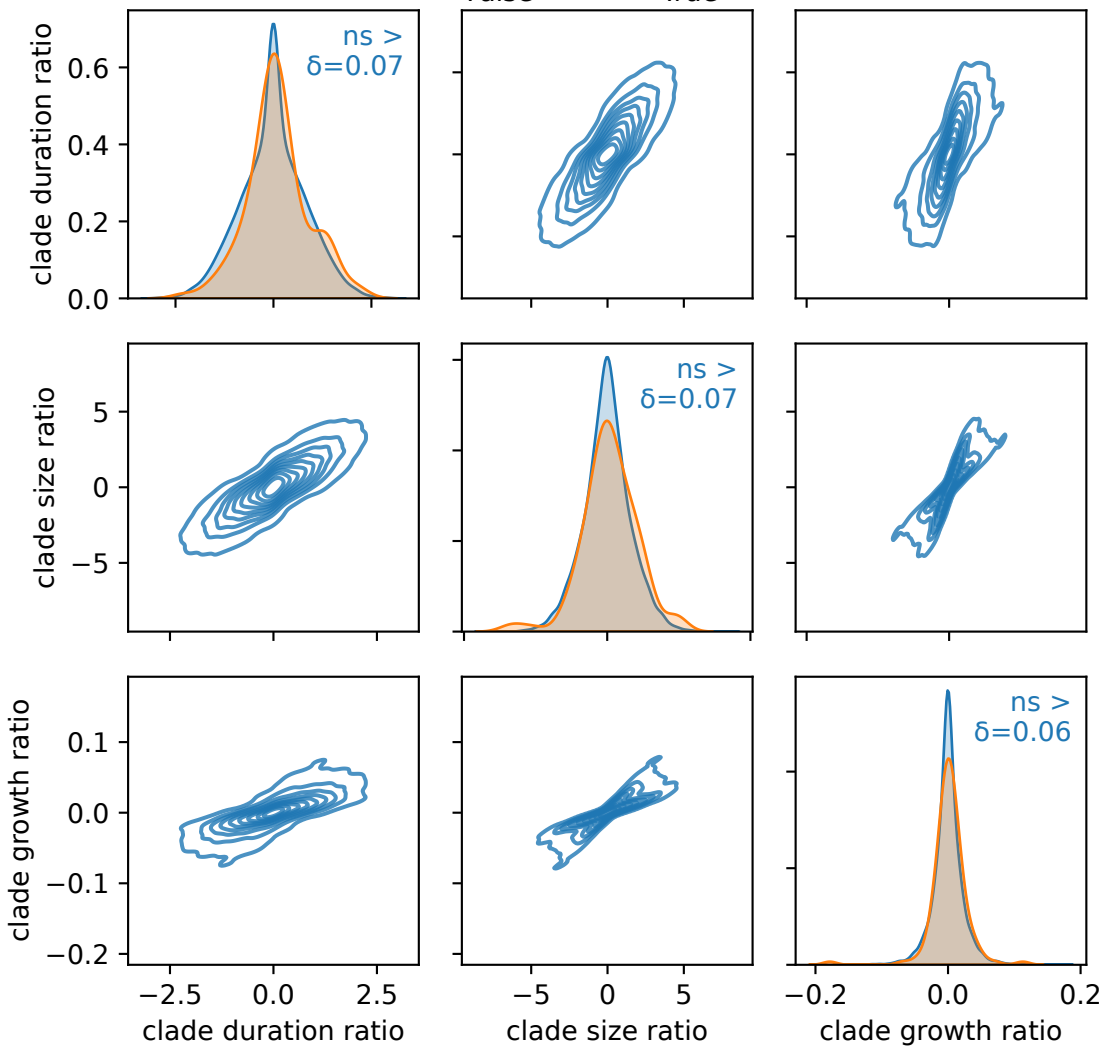 True
ns >
δ=0.07
clade duration ratio
0.6
0.4
0.2
0.0
ns >
δ=0.07
clade size ratio
5
0
−5
ns >
δ=0.06
clade growth ratio
0.1
0.0
−0.1
−0.2
−2.5 0.0 2.5 −5 0 5 −0.2 0.0 0.2
clade duration ratio clade size ratio clade growth ratio